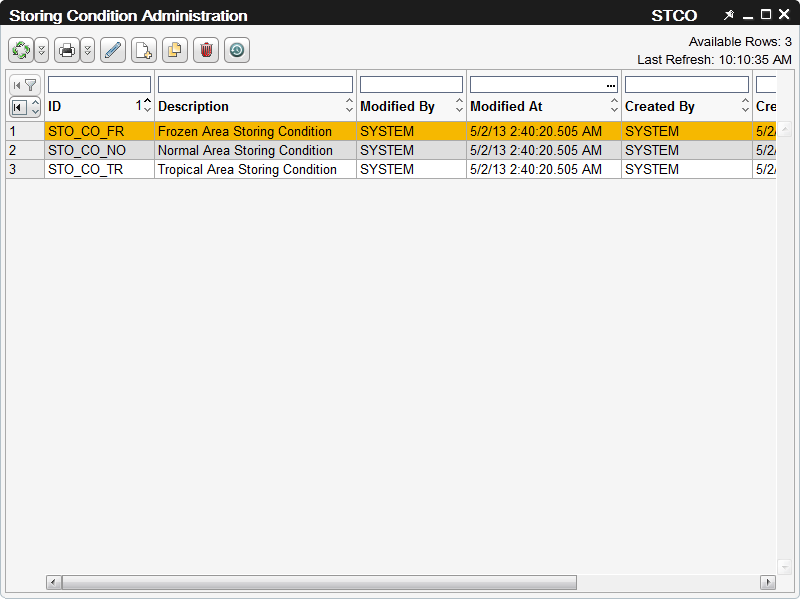 Storing Condition Administration STCO
Available Rows: 3
Last Refresh: 10:10:35 AM
...
ID 1 Description Modified By Modified At Created By Cre
1 STO_CO_FR Frozen Area Storing Condition SYSTEM 5/2/13 2:40:20.505 AM SYSTEM 5/2/
2 STO_CO_NO Normal Area Storing Condition SYSTEM 5/2/13 2:40:20.505 AM SYSTEM 5/2/
3 STO_CO_TR Tropical Area Storing Condition SYSTEM 5/2/13 2:40:20.505 AM SYSTEM 5/2/